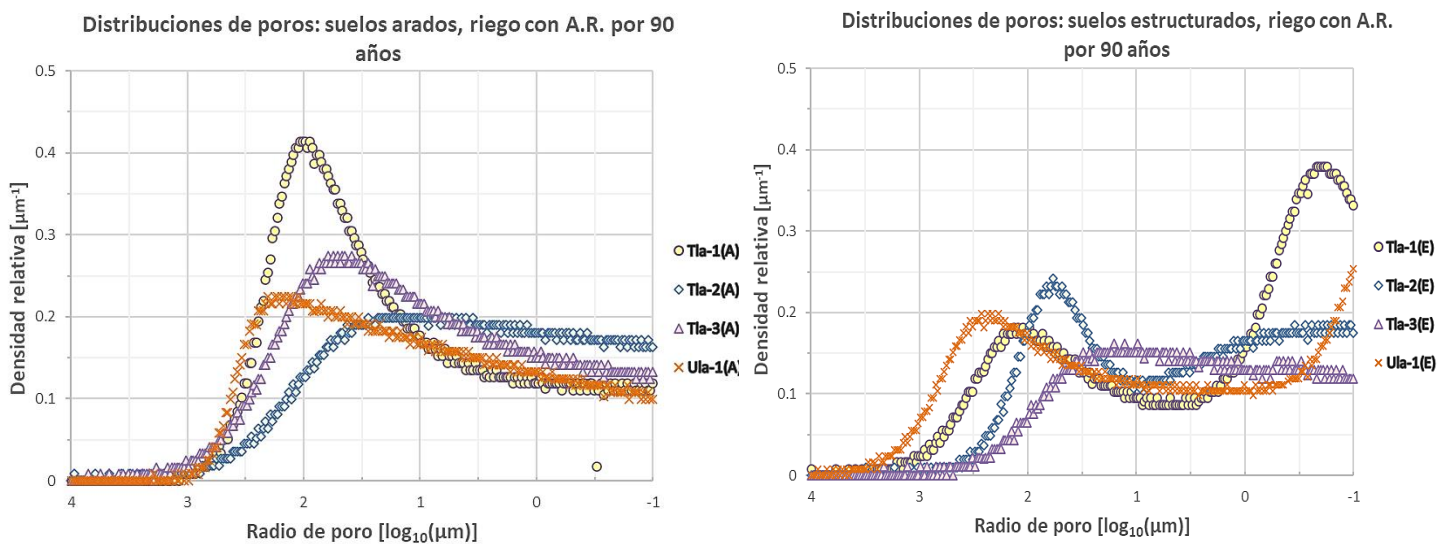 Distribuciones de poros: suelos arados, riego con A.R. por 90
años
0.5
0.4
0.3
0.2
0.1
0
4
3
2
1
0
-1
Densidad relativa [µm⁻¹]
Radio de poro [log₁₀(µm)]
Tla-1(A)
Tla-2(A)
Tla-3(A)
Ula-1(A)
Distribuciones de poros: suelos estructurados, riego con A.R.
por 90 años
0.5
0.4
0.3
0.2
0.1
0
4
3
2
1
0
-1
Densidad relativa [µm⁻¹]
Radio de poro [log₁₀(µm)]
Tla-1(E)
Tla-2(E)
Tla-3(E)
Ula-1(E)